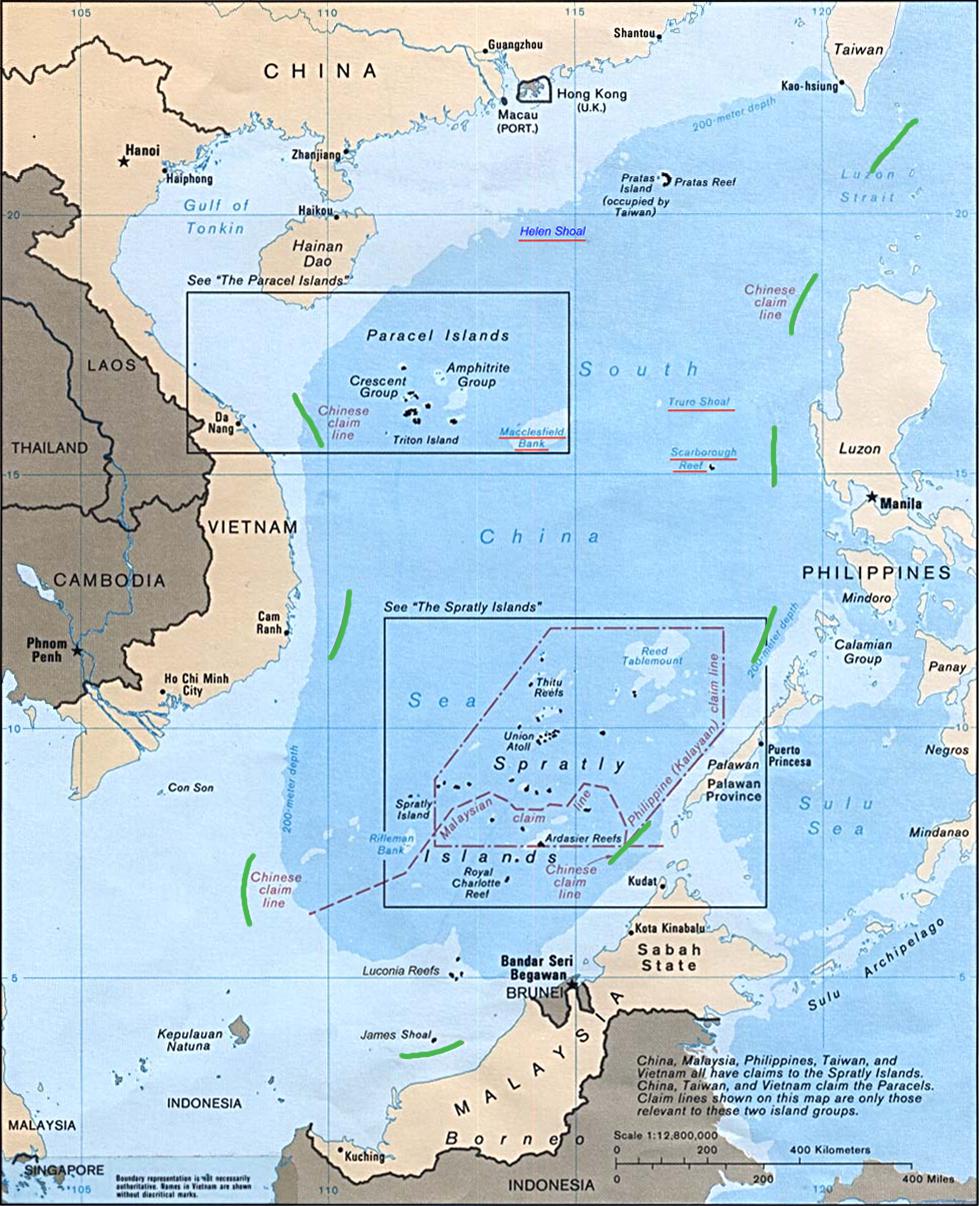 105
110
115
120
CHINA
Guangzhou
Shantou
Taiwan
Kao-hsiung
Hong Kong
(U.K.)
Macau
(PORT.)
200-meter depth
Hanoi
Haiphong
Zhanjiang
Gulf of
Tonkin
Haikou
Hainan
Dao
Pratas
Island
(occupied by
Taiwan)
Pratas Reef
Luzon
Strait
20
20
Helen Shoal
See "The Paracel Islands"
Paracel Islands
Amphitrite
Group
Crescent
Group
Triton Island
Chinese
claim
line
Chinese
claim
line
Macclesfield
Bank
South
Truro Shoal
Scarborough
Reef
LAOS
Da
Nang
THAILAND
Luzon
15
15
Manila
VIETNAM
China
CAMBODIA
PHILIPPINES
Mindoro
Phnom
Penh
Cam
Ranh
See "The Spratly Islands"
200-meter depth
Calamian
Group
Panay
Ho Chi Minh
City
Sea
Reed
Tablemount
Thitu
Reefs
Union
Atoll
Philippine (Kalayaan) claim line
10
10
Spratly
Puerto
Princesa
Negros
Palawan
Palawan
Province
Con Son
200-meter depth
Spratly
Island
Malaysian
claim
line
Sulu
Sea
Rifleman
Bank
Ardasier Reefs
Mindanao
Islands
Royal
Charlotte
Reef
Chinese
claim
line
Chinese
claim
line
Kudat
Kota Kinabalu
Sabah
State
Sulu
Archipelago
Luconia Reefs
Bandar Seri
Begawan
BRUNEI
5
5
James Shoal
Kepulauan
Natuna
MALAYSIA
Borneo
INDONESIA
MALAYSIA
SINGAPORE
Kuching
INDONESIA
China, Malaysia, Philippines, Taiwan, and
Vietnam all have claims to the Spratly Islands.
China, Taiwan, and Vietnam claim the Paracels.
Claim lines shown on this map are only those
relevant to these two island groups.
Scale 1:12,800,000
0
200
400 Kilometers
0
200
400 Miles
Boundary representation is not necessarily
authoritative. Names in Vietnam are shown
without diacritical marks.
105
110
120